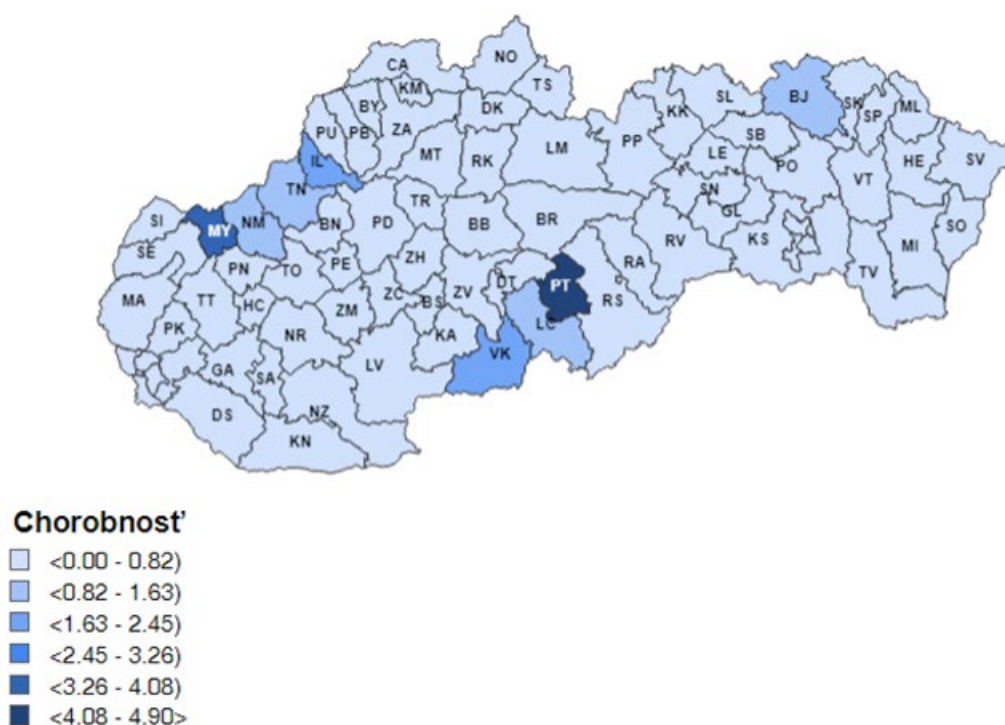 NO
CA
KM
TS
BY
DK
SL
BJ
SK
SP
ML
KK
PU
PB
ZA
SB
PP
LM
MT
RK
LE
PO
HE
SV
IL
VT
TN
SN
TR
GL
SI
MY
NM
BN
PD
BB
BR
RV
KS
SO
MI
SE
PN
TO
PE
ZH
RA
TV
MA
TT
HC
ZM
ZC
BS
ZV
DT
PT
RS
PK
NR
KA
LC
GA
SA
LV
VK
DS
NZ
KN
Chorobnosť
<0.00 - 0.82)
<0.82 - 1.63)
<1.63 - 2.45)
<2.45 - 3.26)
<3.26 - 4.08)
<4.08 - 4.90>